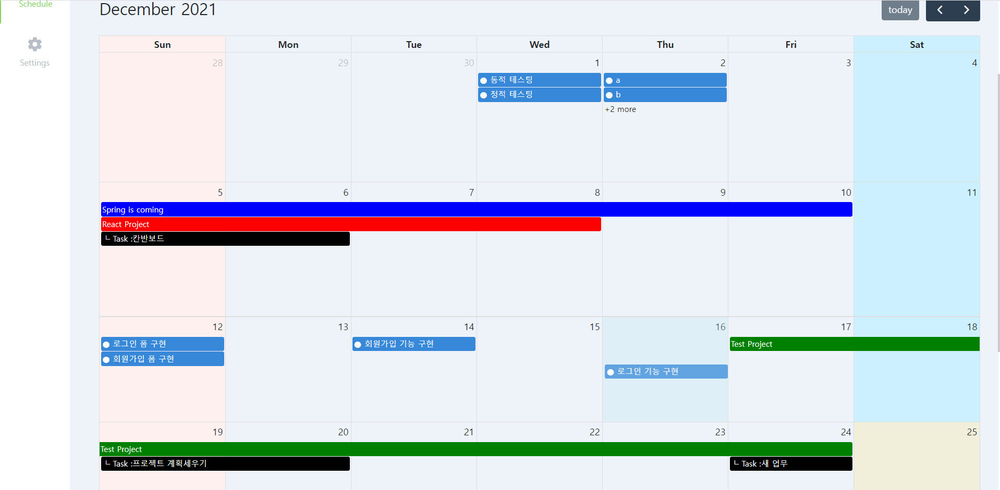 Schedule
Settings
December 2021
today
Sun Mon Tue Wed Thu Fri Sat
28 29 30 1 2 3 4
동적 테스팅
정적 테스팅
a
b
+2 more
5 6 7 8 9 10 11
Spring is coming
React Project
ㄴ Task :칸반보드
12 13 14 15 16 17 18
로그인 폼 구현
회원가입 폼 구현
회원가입 기능 구현
로그인 기능 구현
Test Project
19 20 21 22 23 24 25
Test Project
ㄴ Task :프로젝트 계획세우기
ㄴ Task :새 업무